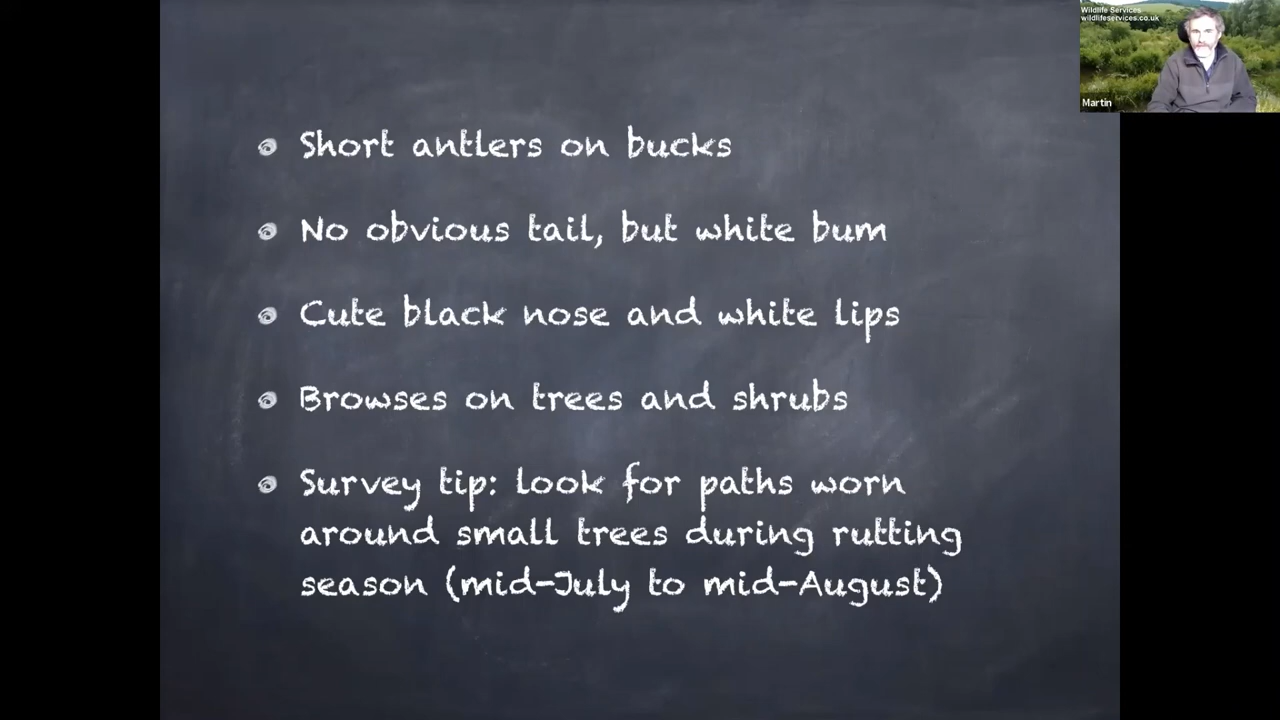 Wildlife Services
wildlifeservices.co.uk
Martin
Short antlers on bucks
No obvious tail, but white bum
Cute black nose and white lips
Browses on trees and shrubs
Survey tip: look for paths worn
around small trees during rutting
season (mid-July to mid-August)